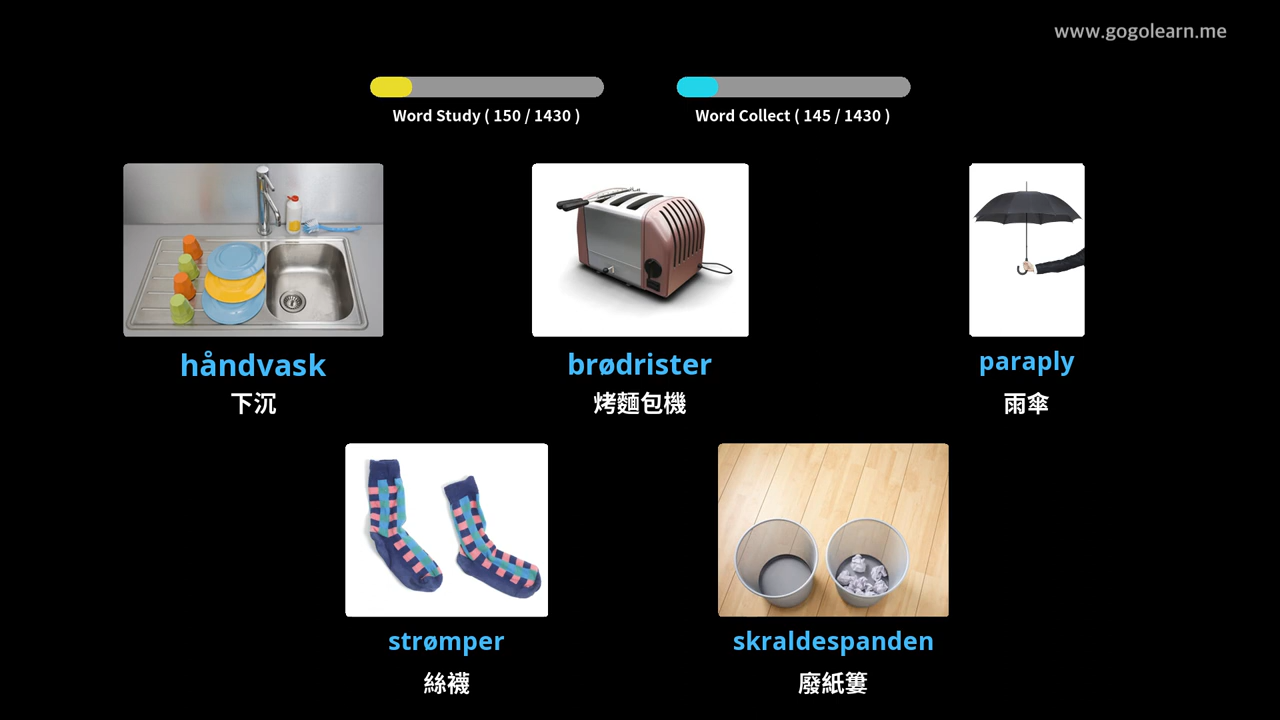 www.gogolearn.me
Word Study ( 150 / 1430 )
Word Collect ( 145 / 1430 )
håndvask
下沉
brødrister
烤麵包機
paraply
雨傘
strømper
絲襪
skraldespanden
廢紙簍